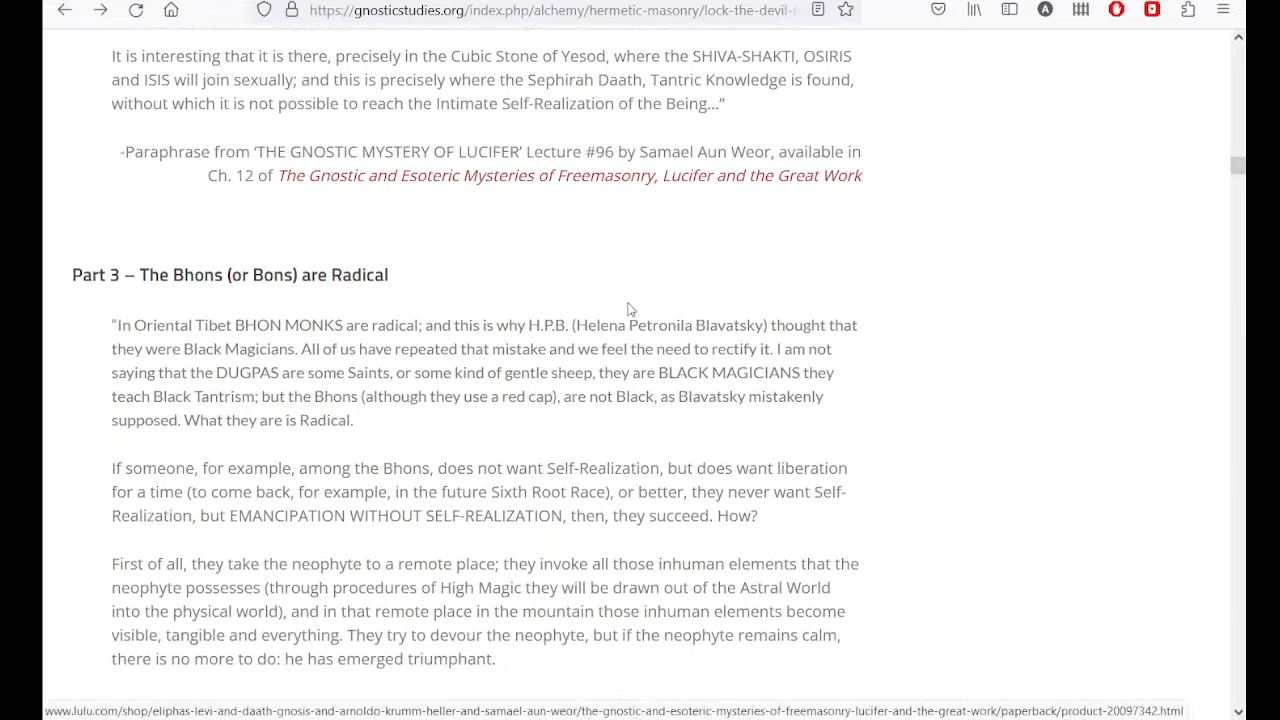 https://gnosticstudies.org/index.php/alchemy/hermetic-masonry/lock-the-devil-i
It is interesting that it is there, precisely in the Cubic Stone of Yesod, where the SHIVA-SHAKTI, OSIRIS
and ISIS will join sexually; and this is precisely where the Sephirah Daath, Tantric Knowledge is found,
without which it is not possible to reach the Intimate Self-Realization of the Being…”
-Paraphrase from ‘THE GNOSTIC MYSTERY OF LUCIFER’ Lecture #96 by Samael Aun Weor, available in
Ch. 12 of The Gnostic and Esoteric Mysteries of Freemasonry, Lucifer and the Great Work
Part 3 – The Bhons (or Bons) are Radical
“In Oriental Tibet BHON MONKS are radical; and this is why H.P.B. (Helena Petronila Blavatsky) thought that
they were Black Magicians. All of us have repeated that mistake and we feel the need to rectify it. I am not
saying that the DUGPAS are some Saints, or some kind of gentle sheep, they are BLACK MAGICIANS they
teach Black Tantrism; but the Bhons (although they use a red cap), are not Black, as Blavatsky mistakenly
supposed. What they are is Radical.
If someone, for example, among the Bhons, does not want Self-Realization, but does want liberation
for a time (to come back, for example, in the future Sixth Root Race), or better, they never want Self-
Realization, but EMANCIPATION WITHOUT SELF-REALIZATION, then, they succeed. How?
First of all, they take the neophyte to a remote place; they invoke all those inhuman elements that the
neophyte possesses (through procedures of High Magic they will be drawn out of the Astral World
into the physical world), and in that remote place in the mountain those inhuman elements become
visible, tangible and everything. They try to devour the neophyte, but if the neophyte remains calm,
there is no more to do: he has emerged triumphant.
www.lulu.com/shop/eliphas-levi-and-daath-gnosis-and-arnoldo-krumm-heller-and-samael-aun-weor/the-gnostic-and-esoteric-mysteries-of-freemasonry-lucifer-and-the-great-work/paperback/product-20097342.html